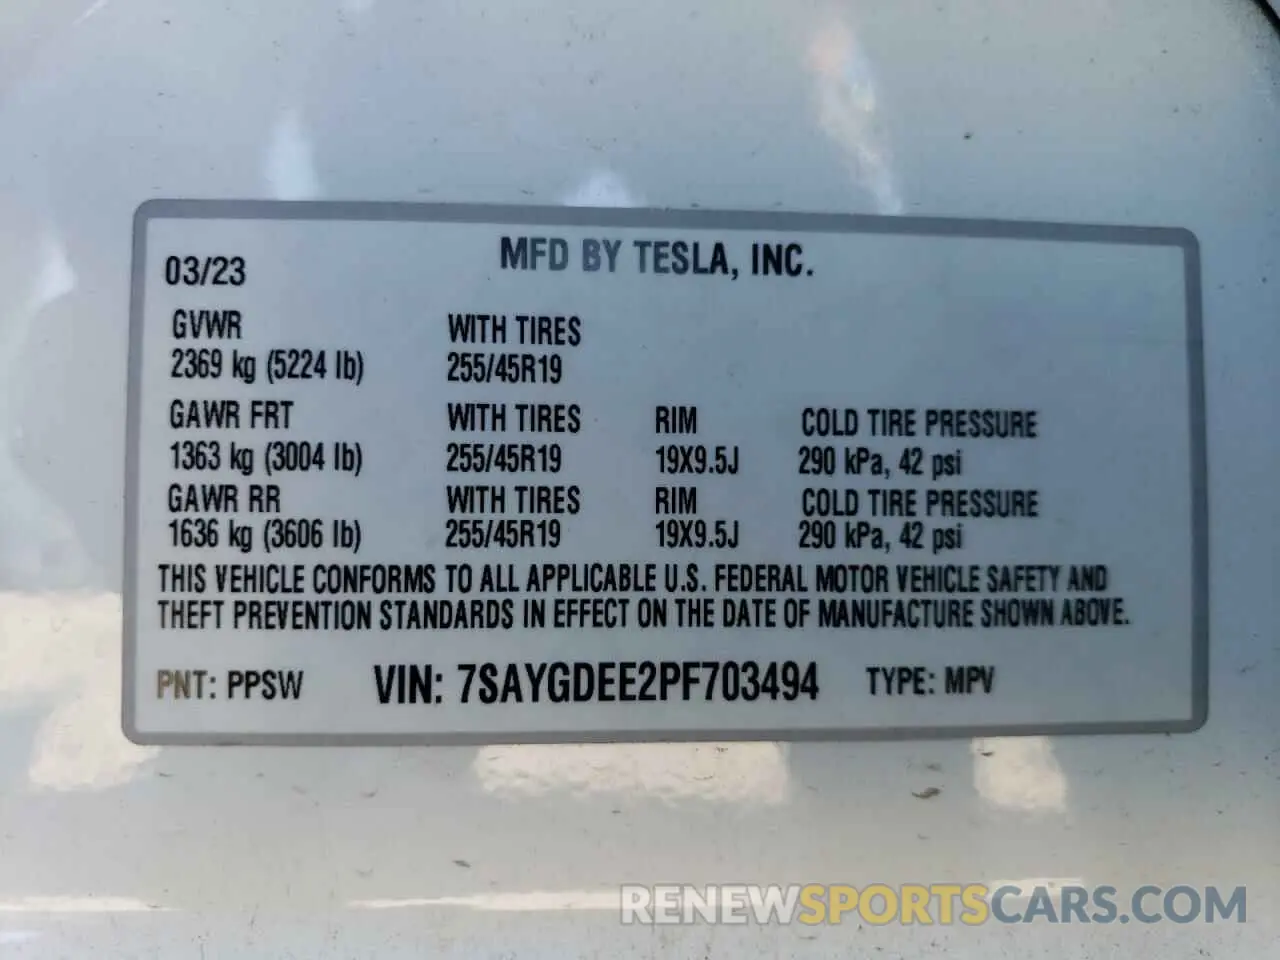 03/23 MFD BY TESLA, INC.
GVWR WITH TIRES
2369 kg (5224 lb) 255/45R19
GAWR FRT WITH TIRES RIM COLD TIRE PRESSURE
1363 kg (3004 lb) 255/45R19 19X9.5J 290 kPa, 42 psi
GAWR RR WITH TIRES RIM COLD TIRE PRESSURE
1636 kg (3606 lb) 255/45R19 19X9.5J 290 kPa, 42 psi
THIS VEHICLE CONFORMS TO ALL APPLICABLE U.S. FEDERAL MOTOR VEHICLE SAFETY AND
THEFT PREVENTION STANDARDS IN EFFECT ON THE DATE OF MANUFACTURE SHOWN ABOVE.
PNT: PPSW VIN: 7SAYGDEE2PF703494 TYPE: MPV
RENEWSPORTSCARS.COM